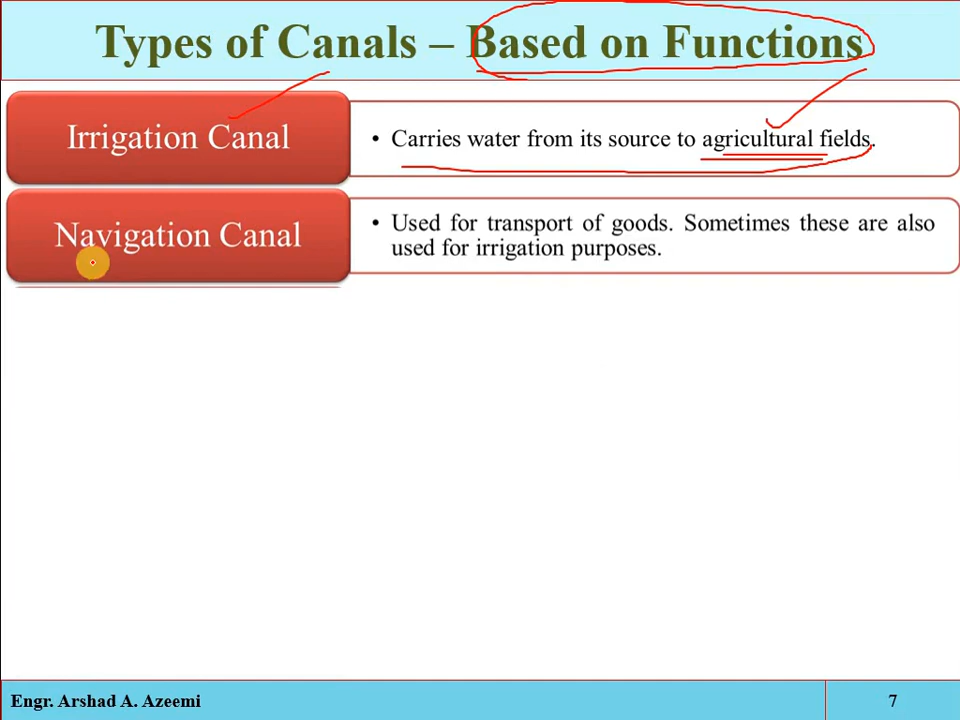 Types of Canals – Based on Functions
Irrigation Canal
• Carries water from its source to agricultural fields.
Navigation Canal
• Used for transport of goods. Sometimes these are also
used for irrigation purposes.
Engr. Arshad A. Azeemi
7